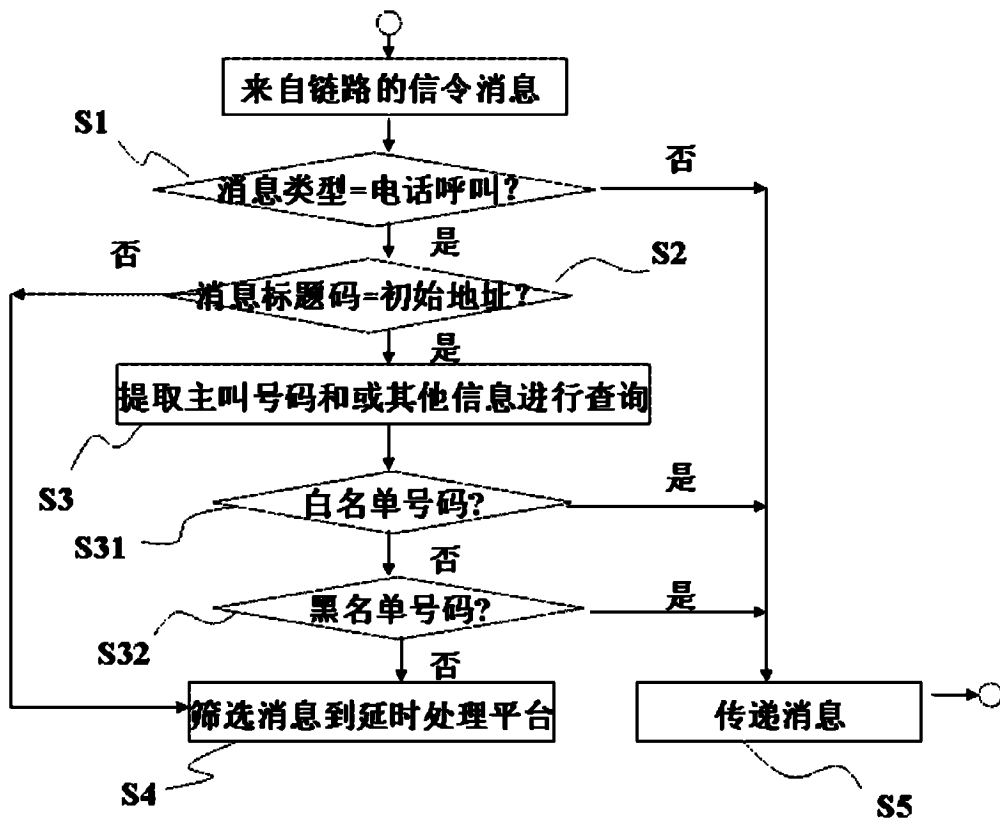 来自链路的信令消息
S1
否
消息类型=电话呼叫?
是
否
S2
消息标题码=初始地址?
是
提取主叫号码和或其他信息进行查询
S3
白名单号码?
是
S31
否
黑名单号码?
是
S32
否
筛选消息到延时处理平台
传递消息
S4
S5